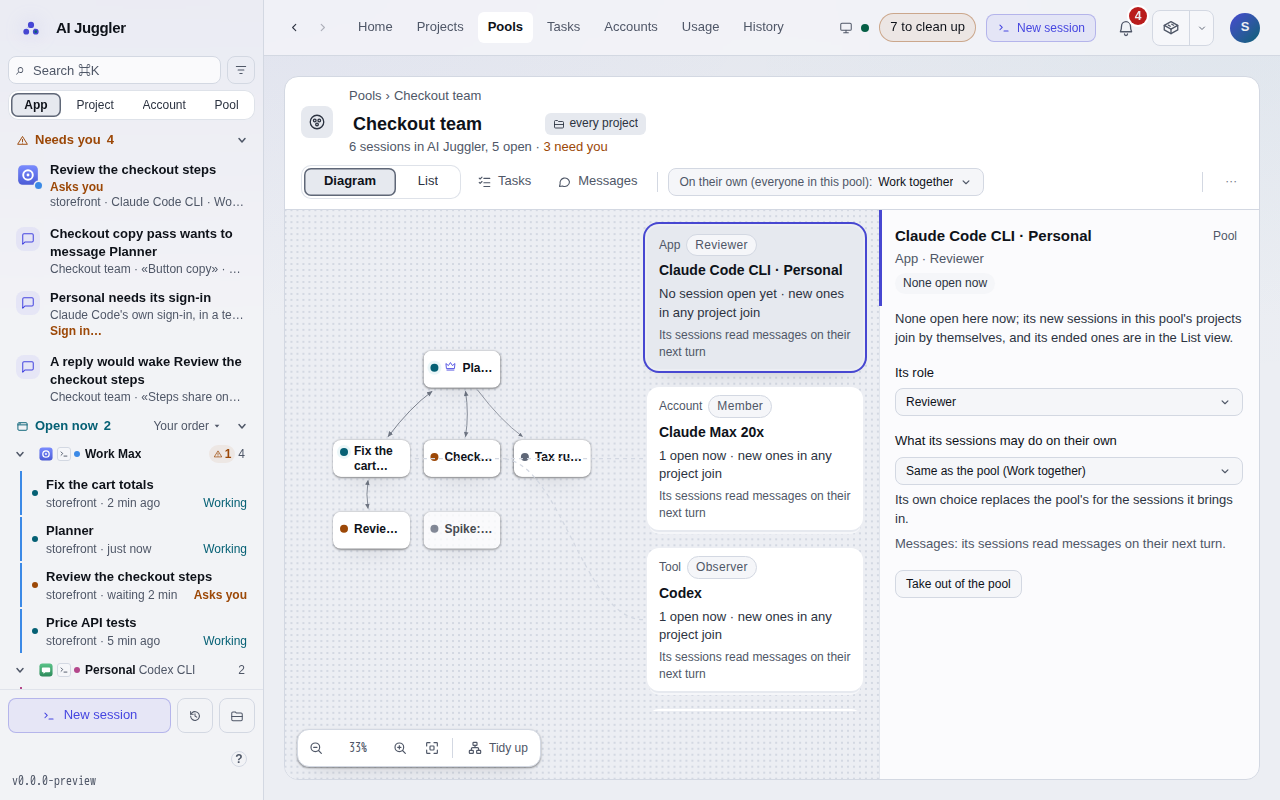 AI Juggler
Search ⌘K
App
Project
Account
Pool
Needs you 4
Review the checkout steps
Asks you
storefront · Claude Code CLI · Wo…
Checkout copy pass wants to
message Planner
Checkout team · «Button copy» · …
Personal needs its sign-in
Claude Code's own sign-in, in a te…
Sign in…
A reply would wake Review the
checkout steps
Checkout team · «Steps share on…
Open now 2
Your order
Work Max
1
4
Fix the cart totals
storefront · 2 min ago
Working
Planner
storefront · just now
Working
Review the checkout steps
storefront · waiting 2 min
Asks you
Price API tests
storefront · 5 min ago
Working
Personal Codex CLI
2
New session
?
v0.0.0-preview
Home
Projects
Pools
Tasks
Accounts
Usage
History
7 to clean up
New session
4
S
Pools › Checkout team
Checkout team
every project
6 sessions in AI Juggler, 5 open · 3 need you
Diagram
List
Tasks
Messages
On their own (everyone in this pool): Work together
···
Pla…
Fix the
cart…
Check…
Tax ru…
Revie…
Spike:…
App Reviewer
Claude Code CLI · Personal
No session open yet · new ones
in any project join
Its sessions read messages on their
next turn
Account Member
Claude Max 20x
1 open now · new ones in any
project join
Its sessions read messages on their
next turn
Tool Observer
Codex
1 open now · new ones in any
project join
Its sessions read messages on their
next turn
33%
Tidy up
Claude Code CLI · Personal
Pool
App · Reviewer
None open now
None open here now; its new sessions in this pool's projects
join by themselves, and its ended ones are in the List view.
Its role
Reviewer
What its sessions may do on their own
Same as the pool (Work together)
Its own choice replaces the pool's for the sessions it brings
in.
Messages: its sessions read messages on their next turn.
Take out of the pool